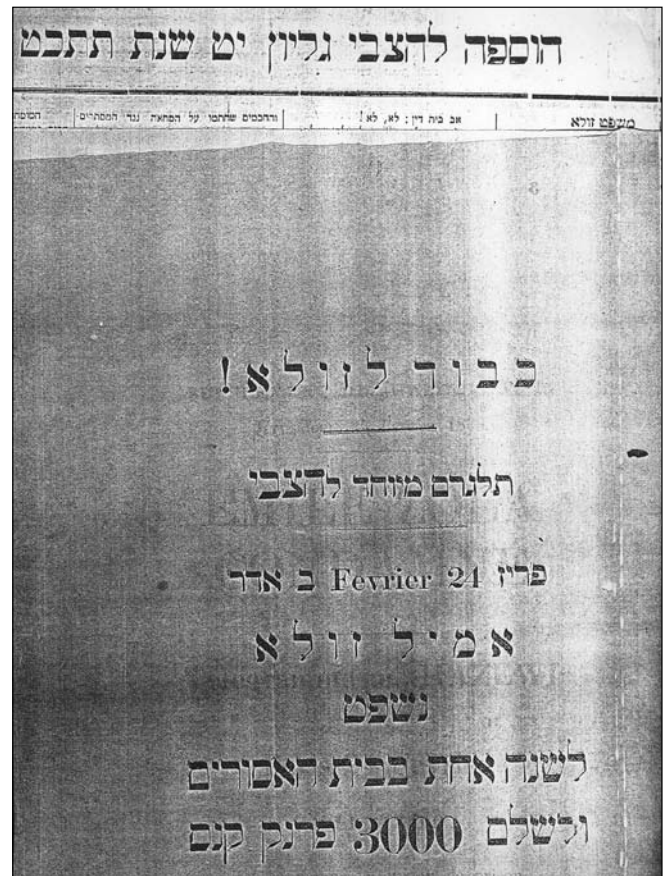 הוספה להצבי גליון יט שנת תתכט
משפט זולא
אב בית דין ; לא, לא !
והחכמים שחתמו על המחאה נגד המסתרים
כבוד לזולא!
תלגרם מיוחד להצבי
פריז 24 Fevrier ב אדר
אמיל זולא
נשפט
לשנה אחת בבית האסורים
ולשלם 3000 פרנק קנס